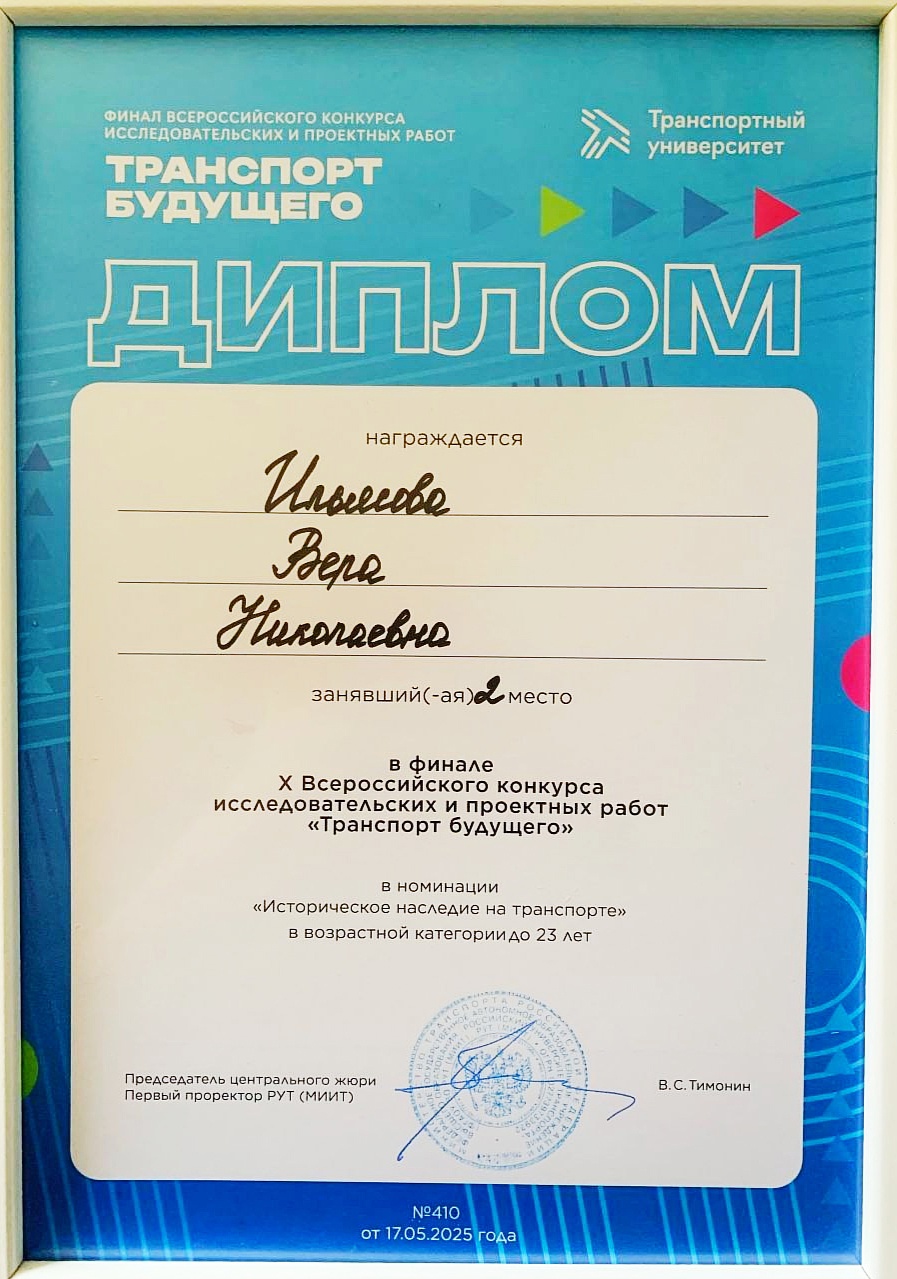 ФИНАЛ ВСЕРОССИЙСКОГО КОНКУРСА
ИССЛЕДОВАТЕЛЬСКИХ И ПРОЕКТНЫХ РАБОТ
ТРАНСПОРТ
БУДУЩЕГО
Транспортный
университет
ДИПЛОМ
награждается
Вера
Николаевна
занявший(-ая) 2 место
в финале
X Всероссийского конкурса
исследовательских и проектных работ
«Транспорт будущего»
в номинации
«Историческое наследие на транспорте»
в возрастной категории до 23 лет
Председатель центрального жюри
Первый проректор РУТ (МИИТ)
В.С.Тимонин
№410
от 17.05.2025 года